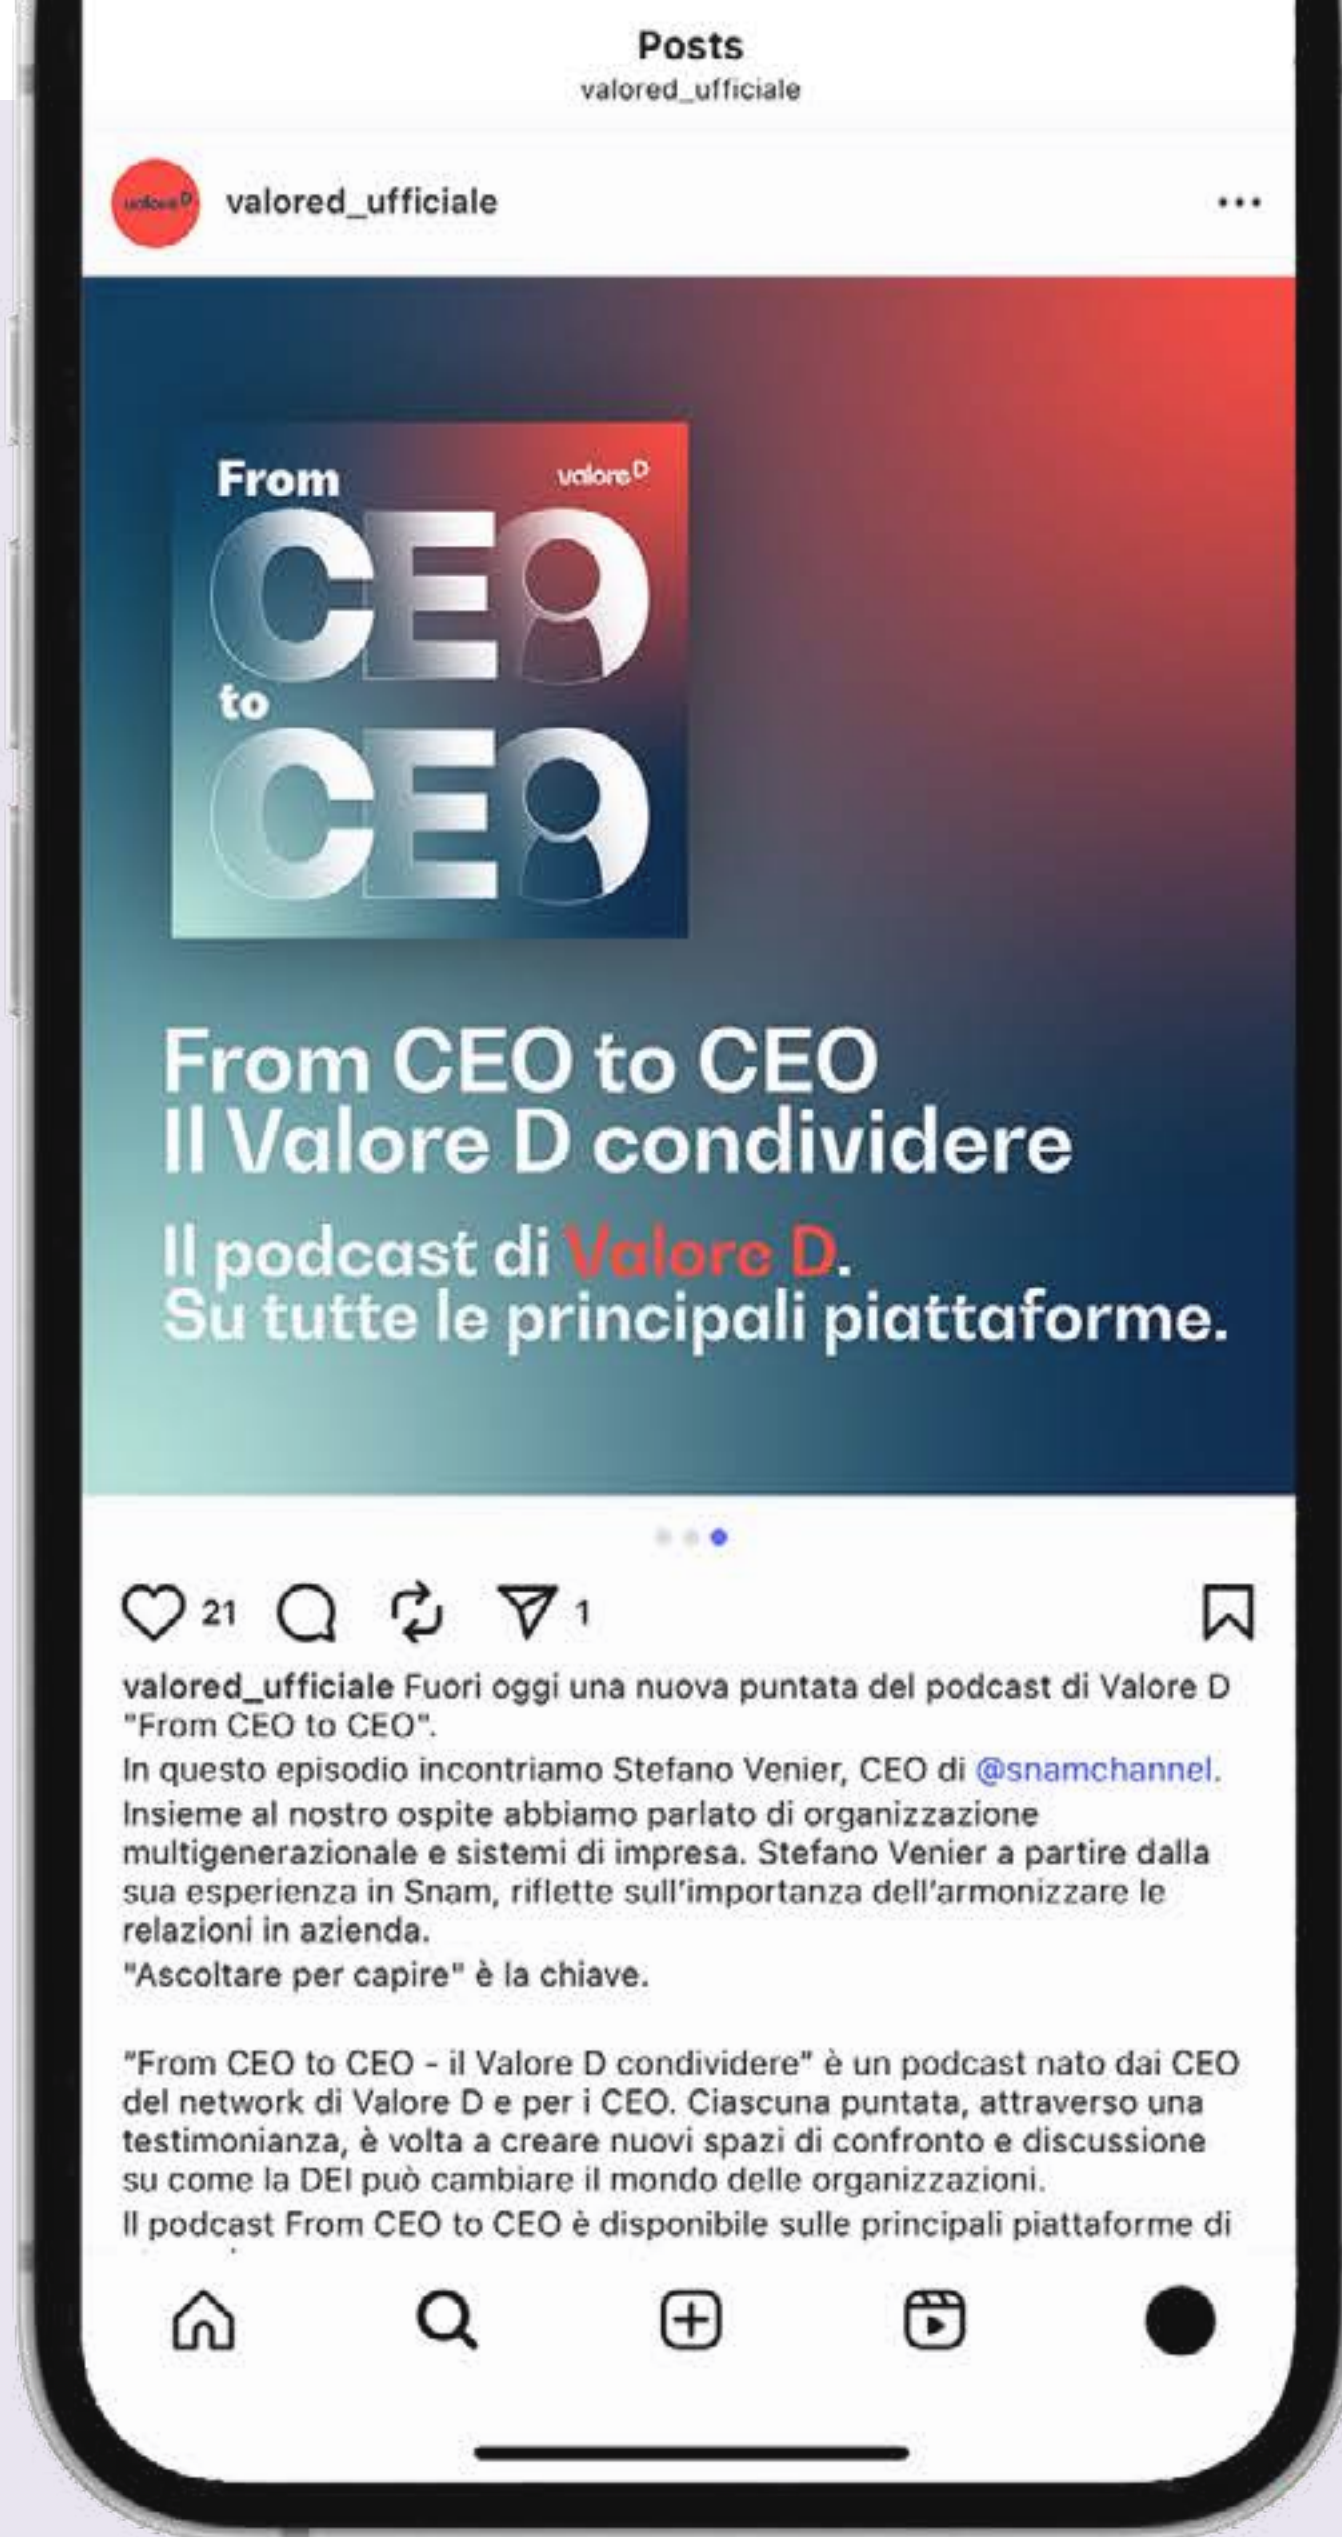 Posts
valored_ufficiale
valore D
valored_ufficiale
From
valore D
CEO
to
CEO
From CEO to CEO
Il Valore D condividere
Il podcast di Valore D.
Su tutte le principali piattaforme.
21
1
valored_ufficiale Fuori oggi una nuova puntata del podcast di Valore D
"From CEO to CEO".
In questo episodio incontriamo Stefano Venier, CEO di @snamchannel.
Insieme al nostro ospite abbiamo parlato di organizzazione
multigenerazionale e sistemi di impresa. Stefano Venier a partire dalla
sua esperienza in Snam, riflette sull'importanza dell'armonizzare le
relazioni in azienda.
"Ascoltare per capire" è la chiave.
"From CEO to CEO - il Valore D condividere" è un podcast nato dai CEO
del network di Valore D e per i CEO. Ciascuna puntata, attraverso una
testimonianza, è volta a creare nuovi spazi di confronto e discussione
su come la DEI può cambiare il mondo delle organizzazioni.
Il podcast From CEO to CEO è disponibile sulle principali piattaforme di